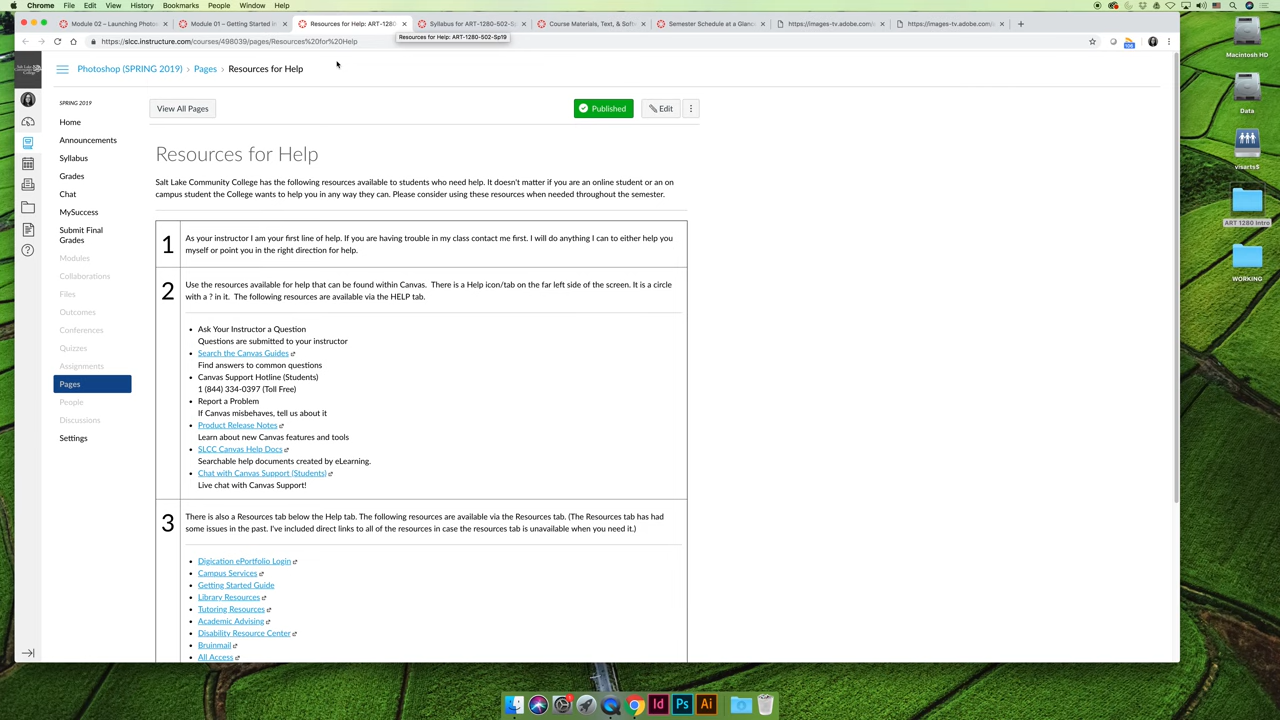 Chrome File Edit View History Bookmarks People Window Help
Module 02 – Launching Photos
Module 01 – Getting Started In
Resources for Help: ART-1280
Syllabus for ART-1280-502-Sp
Course Materials, Text, & Softw
Semester Schedule at a Glance
https://images-tv.adobe.com/v
https://images-tv.adobe.com/v
Resources for Help: ART-1280-502-Sp19
https://slcc.instructure.com/courses/498039/pages/Resources%20for%20Help
Photoshop (SPRING 2019) › Pages › Resources for Help
SPRING 2019
Home
Announcements
Syllabus
Grades
Chat
MySuccess
Submit Final
Grades
Modules
Collaborations
Files
Outcomes
Conferences
Quizzes
Assignments
Pages
People
Discussions
Settings
View All Pages
Published
Edit
Resources for Help
Salt Lake Community College has the following resources available to students who need help. It doesn't matter if you are an online student or an on
campus student the College wants to help you in any way they can. Please consider using these resources when needed throughout the semester.
1
As your instructor I am your first line of help. If you are having trouble in my class contact me first. I will do anything I can to either help you
myself or point you in the right direction for help.
2
Use the resources available for help that can be found within Canvas. There is a Help icon/tab on the far left side of the screen. It is a circle
with a ? in it. The following resources are available via the HELP tab.
• Ask Your Instructor a Question
Questions are submitted to your instructor
• Search the Canvas Guides
Find answers to common questions
• Canvas Support Hotline (Students)
1 (844) 334-0397 (Toll Free)
• Report a Problem
If Canvas misbehaves, tell us about it
• Product Release Notes
Learn about new Canvas features and tools
• SLCC Canvas Help Docs
Searchable help documents created by eLearning.
• Chat with Canvas Support (Students)
Live chat with Canvas Support!
3
There is also a Resources tab below the Help tab. The following resources are available via the Resources tab. (The Resources tab has had
some issues in the past. I've included direct links to all of the resources in case the resources tab is unavailable when you need it.)
• Digication ePortfolio Login
• Campus Services
• Getting Started Guide
• Library Resources
• Tutoring Resources
• Academic Advising
• Disability Resource Center
• Bruinmail
• All Access
Macintosh HD
Data
visarts$
ART 1280 Intro
WORKING
Id
Ps
Ai